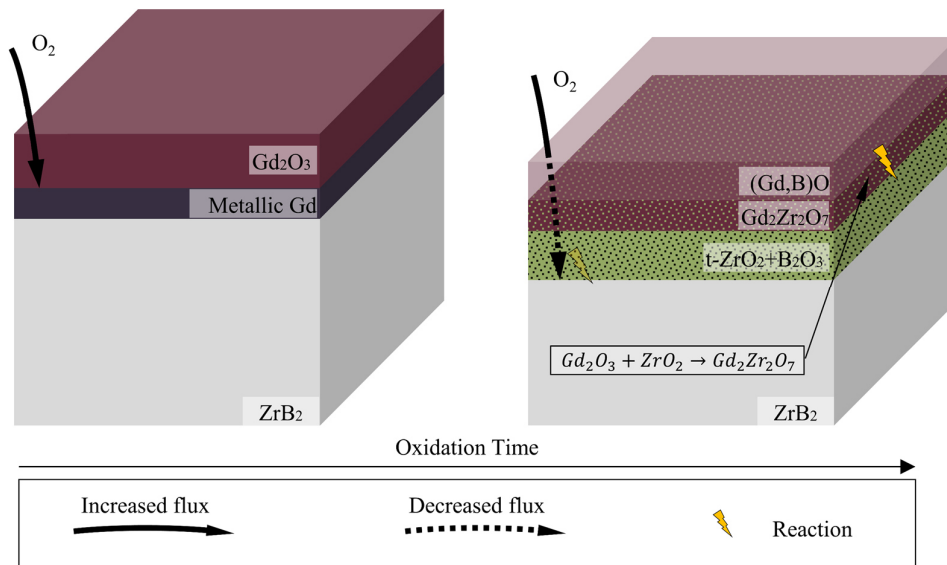 O₂
Gd₂O₃
Metallic Gd
ZrB₂
O₂
(Gd,B)O
Gd₂Zr₂O₇
t-ZrO₂+B₂O₃
Gd₂O₃ + ZrO₂ → Gd₂Zr₂O₇
ZrB₂
Oxidation Time
Increased flux
Decreased flux
Reaction